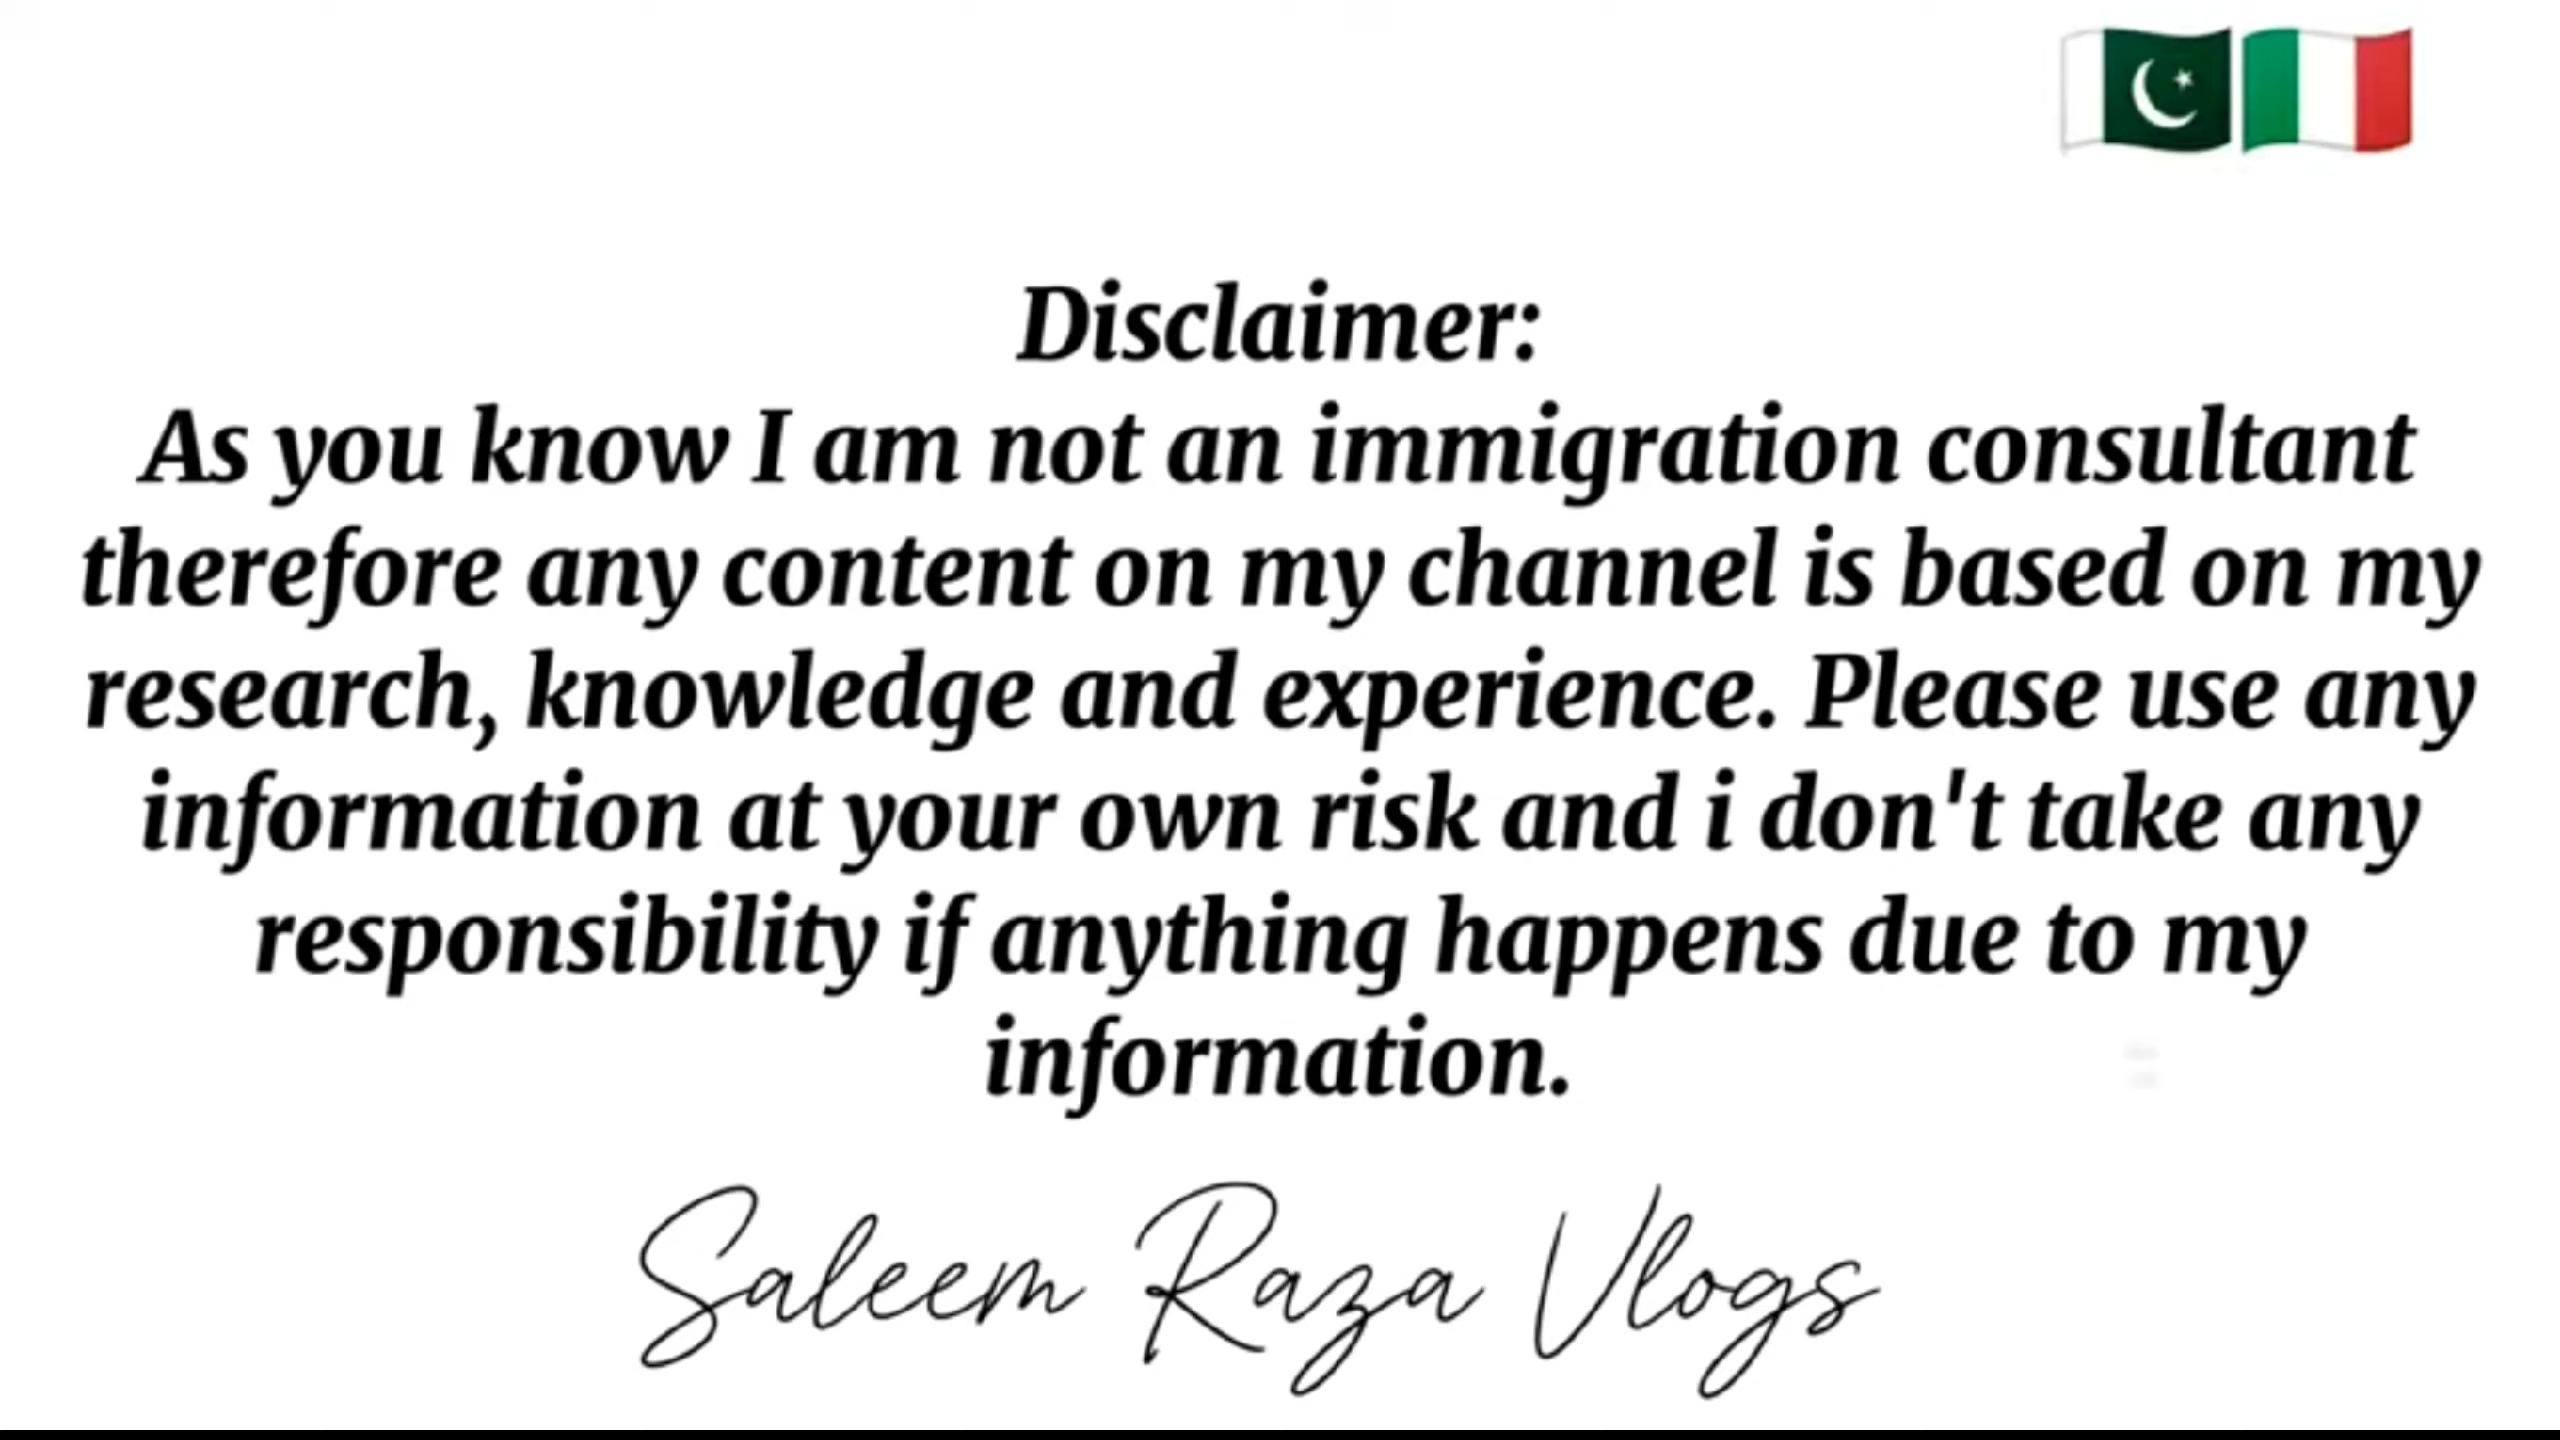 Disclaimer:
As you know I am not an immigration consultant
therefore any content on my channel is based on my
research, knowledge and experience. Please use any
information at your own risk and i don't take any
responsibility if anything happens due to my
information.
Saleem Raza Vlogs